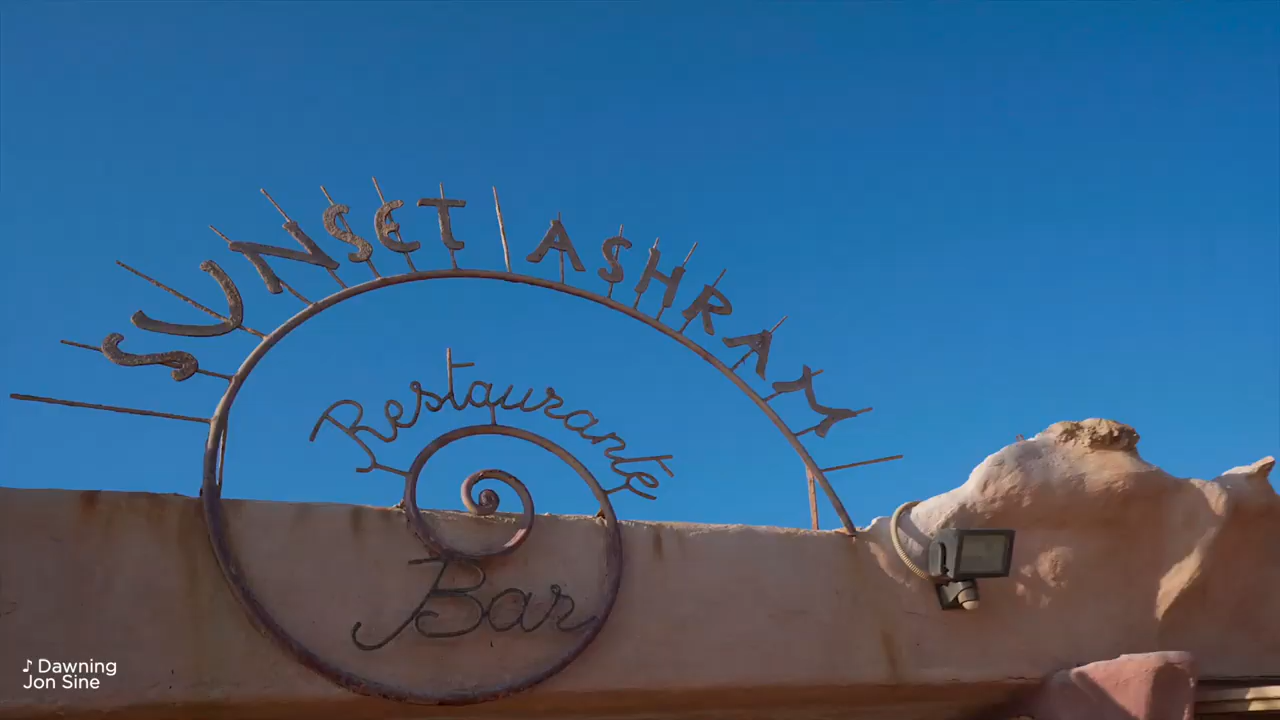 SUNSET ASHRAM
Restaurante
Bar
♪ Dawning
Jon Sine